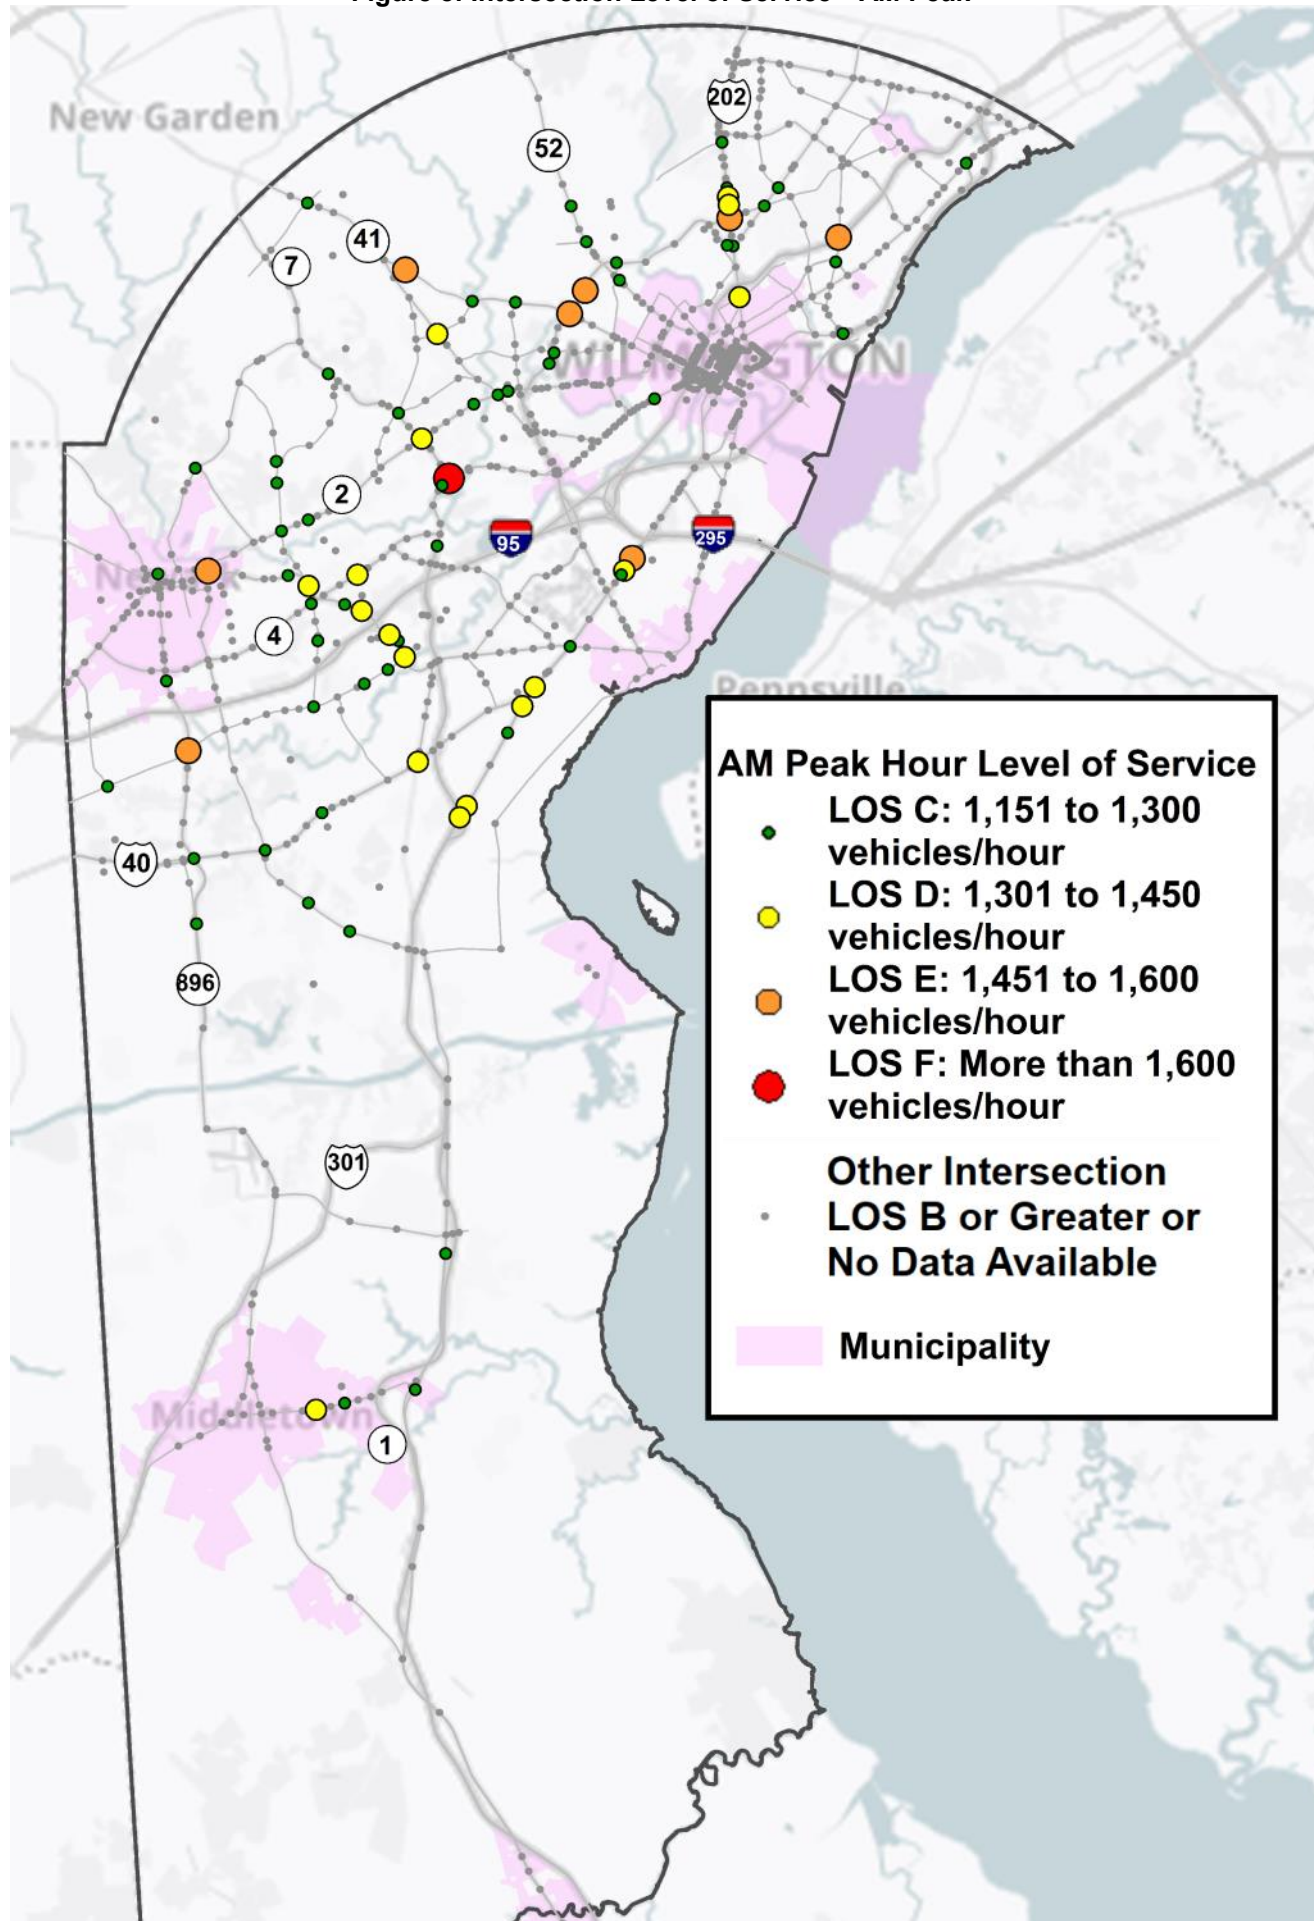 Figure 8: Intersection Level of Service - AM Peak
New Garden
202
52
41
7
WILMINGTON
2
95
295
Newark
4
Pennsville
AM Peak Hour Level of Service
LOS C: 1,151 to 1,300
vehicles/hour
LOS D: 1,301 to 1,450
vehicles/hour
LOS E: 1,451 to 1,600
vehicles/hour
LOS F: More than 1,600
vehicles/hour
Other Intersection
LOS B or Greater or
No Data Available
Municipality
40
896
301
Middletown
1